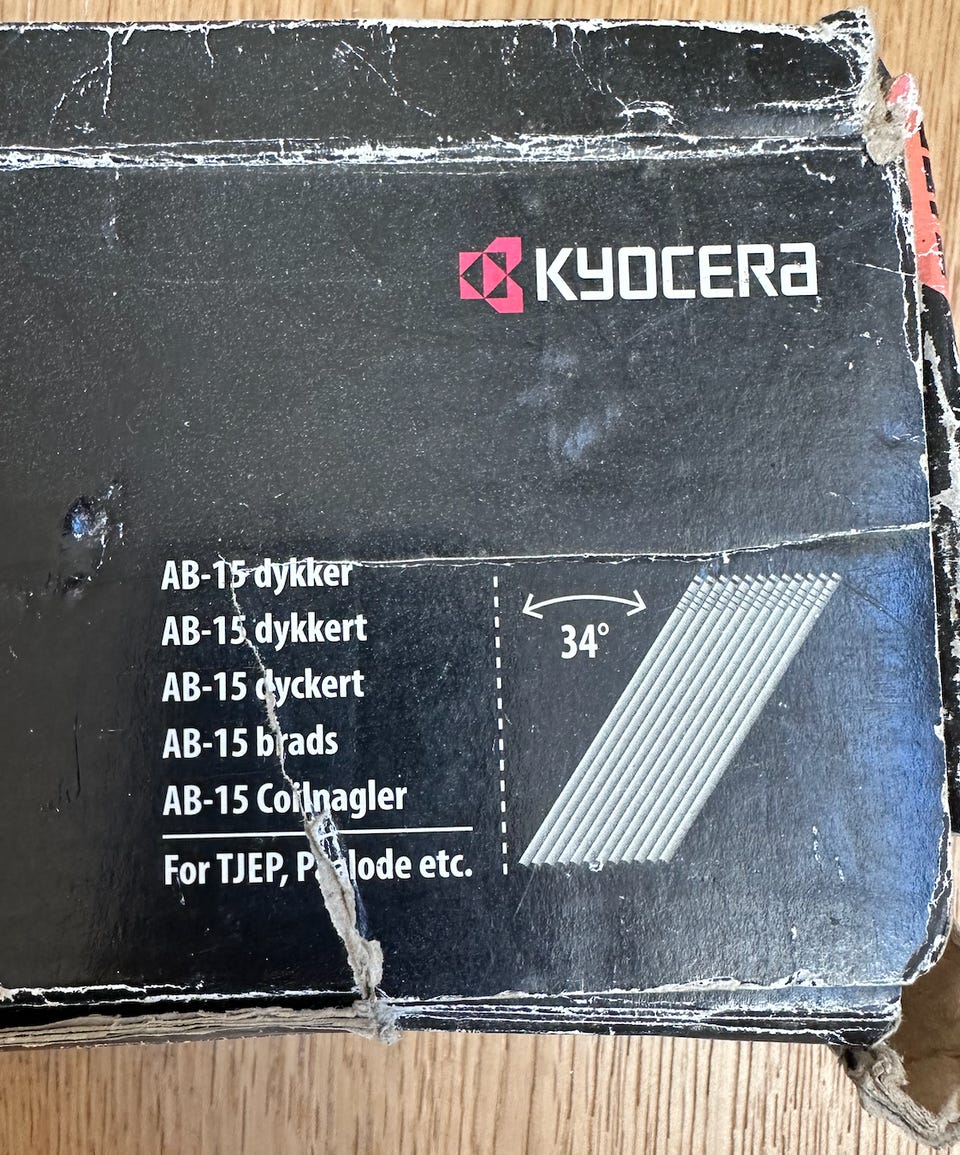 KYOCERA
AB-15 dykker
AB-15 dykkert
AB-15 dyckert
AB-15 brads
AB-15 Coilnagler
For TJEP, Paslode etc.
34°